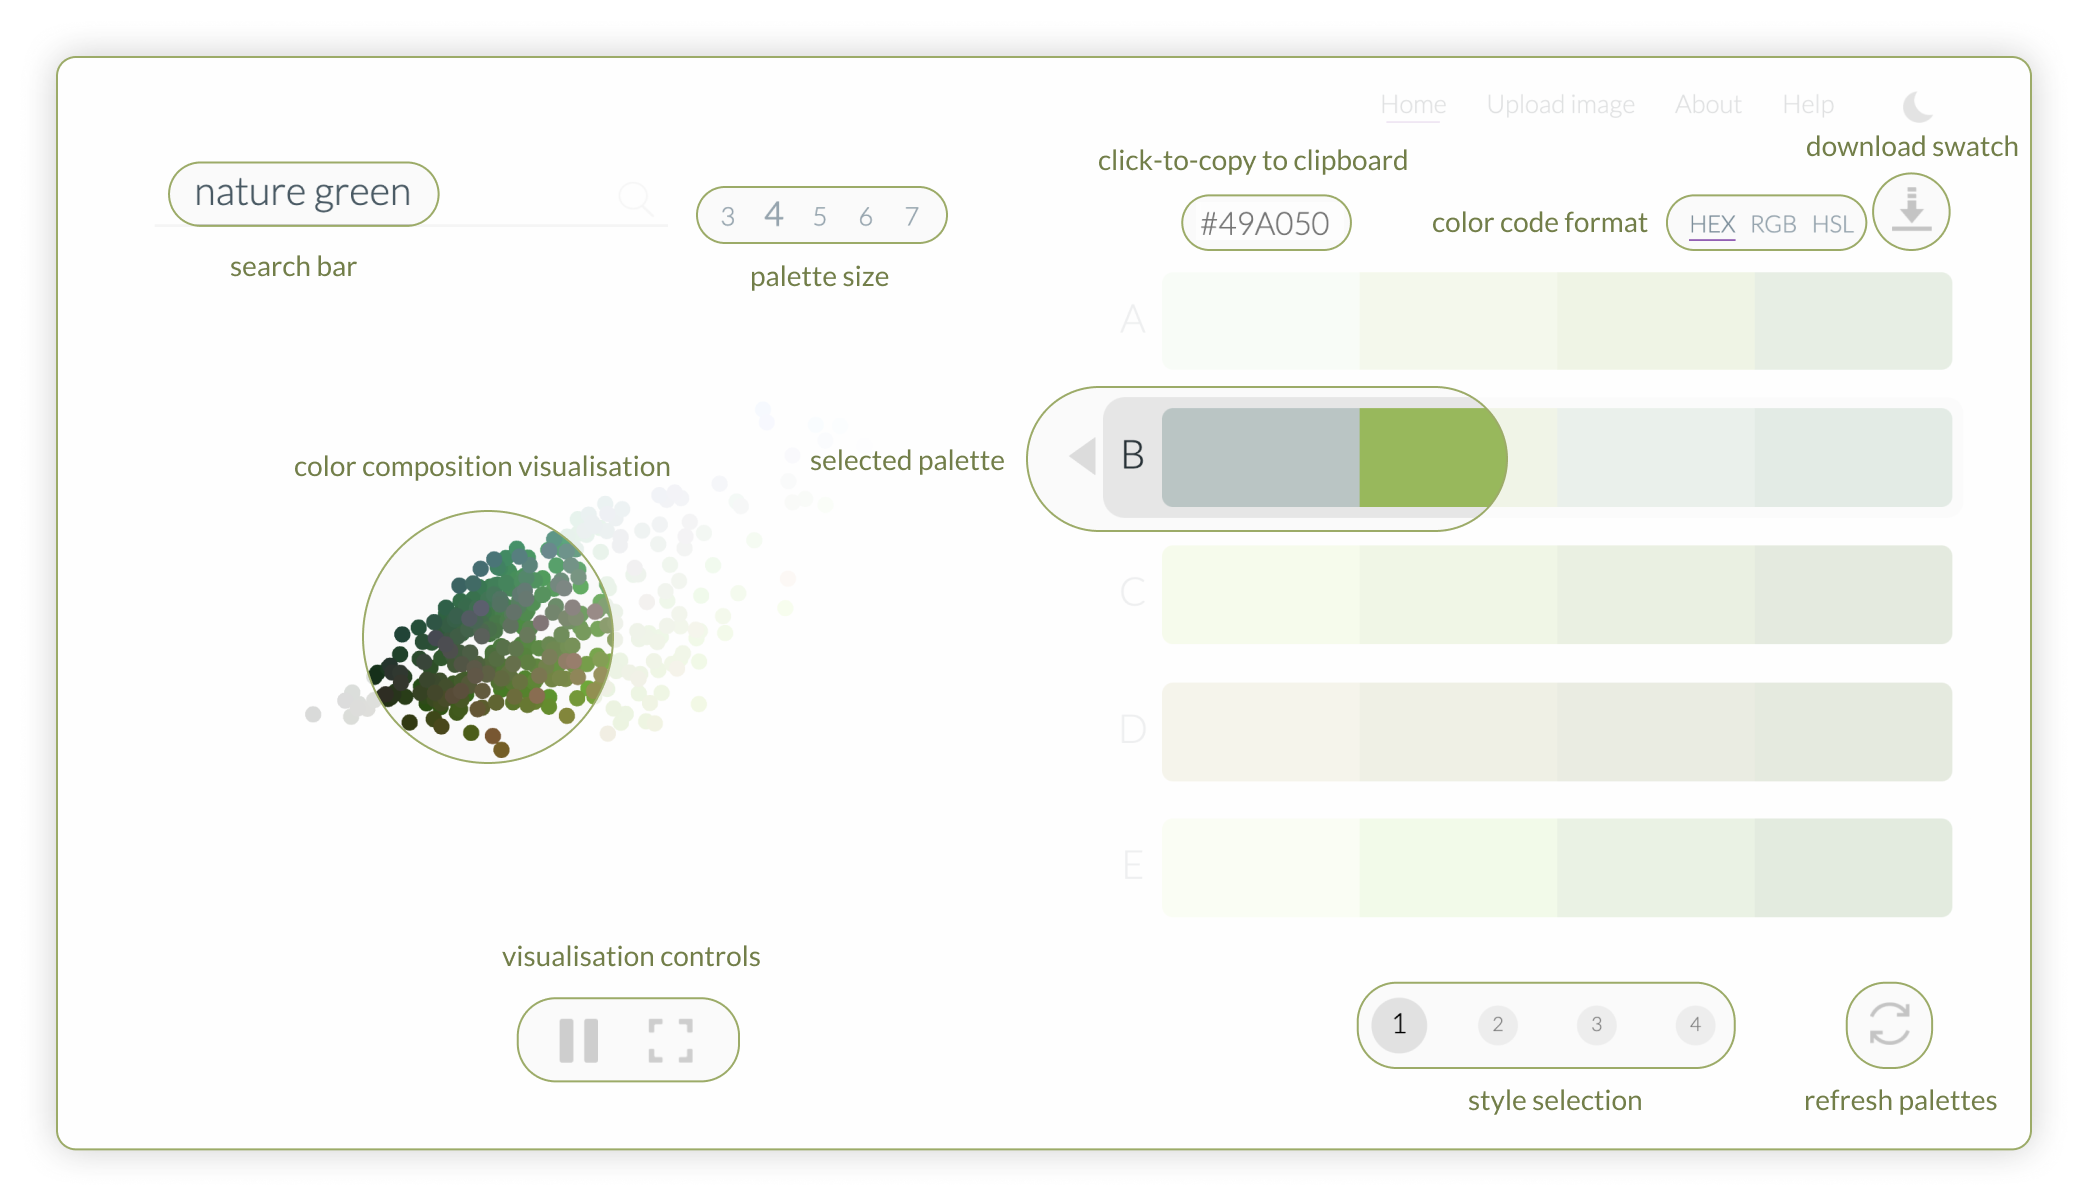 Home Upload image About Help
download swatch
click-to-copy to clipboard
nature green
3 4 5 6 7
#49A050
color code format
HEX RGB HSL
search bar
palette size
A
color composition visualisation
selected palette
B
C
D
E
visualisation controls
1 2 3 4
style selection
refresh palettes